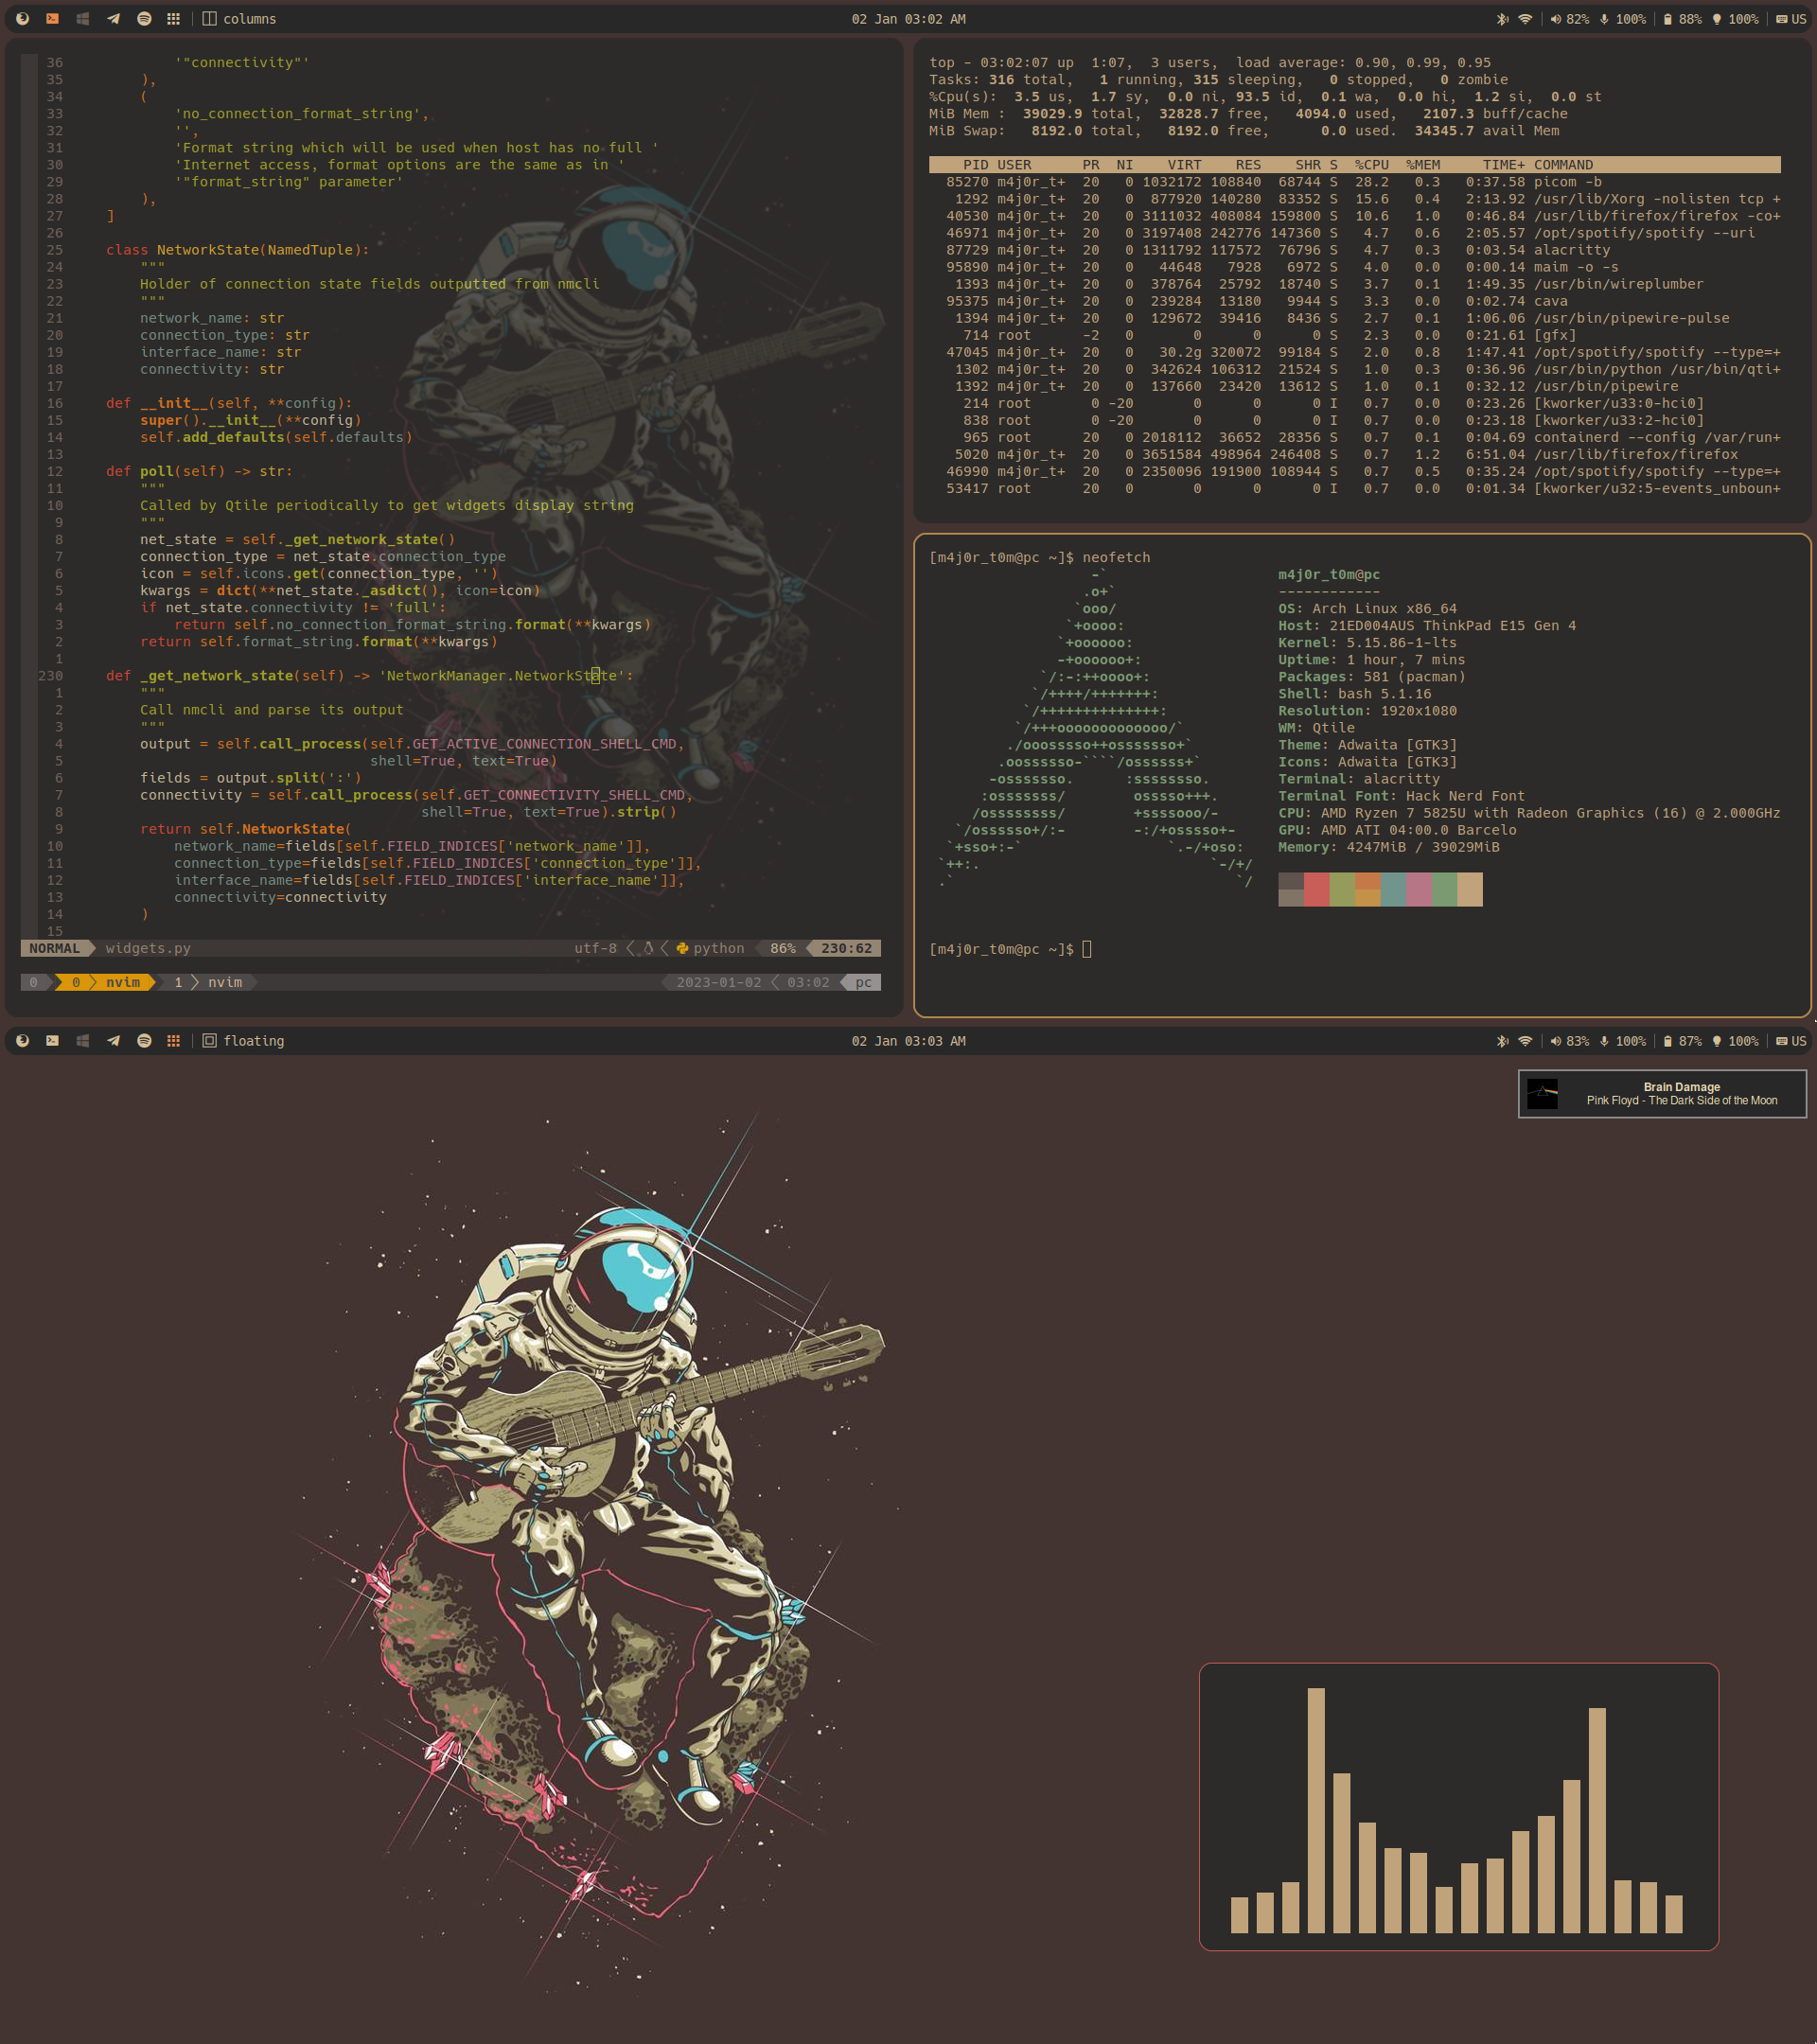 columns
02 Jan 03:02 AM
82% 100% 88% 100% US
36 '"connectivity"'
35 ),
34 (
33 'no_connection_format_string',
32 '',
31 'Format string which will be used when host has no full '
30 'Internet access, format options are the same as in '
29 '"format_string" parameter'
28 ),
27 ]
26
25 class NetworkState(NamedTuple):
24 """
23 Holder of connection state fields outputted from nmcli
22 """
21 network_name: str
20 connection_type: str
19 interface_name: str
18 connectivity: str
17
16 def __init__(self, **config):
15 super().__init__(**config)
14 self.add_defaults(self.defaults)
13
12 def poll(self) -> str:
11 """
10 Called by Qtile periodically to get widgets display string
9 """
8 net_state = self._get_network_state()
7 connection_type = net_state.connection_type
6 icon = self.icons.get(connection_type, '')
5 kwargs = dict(**net_state._asdict(), icon=icon)
4 if net_state.connectivity != 'full':
3 return self.no_connection_format_string.format(**kwargs)
2 return self.format_string.format(**kwargs)
1
230 def _get_network_state(self) -> 'NetworkManager.NetworkState':
1 """
2 Call nmcli and parse its output
3 """
4 output = self.call_process(self.GET_ACTIVE_CONNECTION_SHELL_CMD,
5 shell=True, text=True)
6 fields = output.split(':')
7 connectivity = self.call_process(self.GET_CONNECTIVITY_SHELL_CMD,
8 shell=True, text=True).strip()
9 return self.NetworkState(
10 network_name=fields[self.FIELD_INDICES['network_name']],
11 connection_type=fields[self.FIELD_INDICES['connection_type']],
12 interface_name=fields[self.FIELD_INDICES['interface_name']],
13 connectivity=connectivity
14 )
15
NORMAL widgets.py utf-8 python 86% 230:62
0 0 nvim 1 nvim 2023-01-02 03:02 pc
top - 03:02:07 up 1:07, 3 users, load average: 0.90, 0.99, 0.95
Tasks: 316 total, 1 running, 315 sleeping, 0 stopped, 0 zombie
%Cpu(s): 3.5 us, 1.7 sy, 0.0 ni, 93.5 id, 0.1 wa, 0.0 hi, 1.2 si, 0.0 st
MiB Mem : 39029.9 total, 32828.7 free, 4094.0 used, 2107.3 buff/cache
MiB Swap: 8192.0 total, 8192.0 free, 0.0 used. 34345.7 avail Mem
PID USER PR NI VIRT RES SHR S %CPU %MEM TIME+ COMMAND
85270 m4j0r_t+ 20 0 1032172 108840 68744 S 28.2 0.3 0:37.58 picom -b
1292 m4j0r_t+ 20 0 877920 140280 83352 S 15.6 0.4 2:13.92 /usr/lib/Xorg -nolisten tcp +
40530 m4j0r_t+ 20 0 3111032 408084 159800 S 10.6 1.0 0:46.84 /usr/lib/firefox/firefox -co+
46971 m4j0r_t+ 20 0 3197408 242776 147360 S 4.7 0.6 2:05.57 /opt/spotify/spotify --uri
87729 m4j0r_t+ 20 0 1311792 117572 76796 S 4.7 0.3 0:03.54 alacritty
95890 m4j0r_t+ 20 0 44648 7928 6972 S 4.0 0.0 0:00.14 maim -o -s
1393 m4j0r_t+ 20 0 378764 25792 18740 S 3.7 0.1 1:49.35 /usr/bin/wireplumber
95375 m4j0r_t+ 20 0 239284 13180 9944 S 3.3 0.0 0:02.74 cava
1394 m4j0r_t+ 20 0 129672 39416 8436 S 2.7 0.1 1:06.06 /usr/bin/pipewire-pulse
714 root -2 0 0 0 0 S 2.3 0.0 0:21.61 [gfx]
47045 m4j0r_t+ 20 0 30.2g 320072 99184 S 2.0 0.8 1:47.41 /opt/spotify/spotify --type=+
1302 m4j0r_t+ 20 0 342624 106312 21524 S 1.0 0.3 0:36.96 /usr/bin/python /usr/bin/qti+
1392 m4j0r_t+ 20 0 137660 23420 13612 S 1.0 0.1 0:32.12 /usr/bin/pipewire
214 root 0 -20 0 0 0 I 0.7 0.0 0:23.26 [kworker/u33:0-hci0]
838 root 0 -20 0 0 0 I 0.7 0.0 0:23.18 [kworker/u33:2-hci0]
965 root 20 0 2018112 36652 28356 S 0.7 0.1 0:04.69 containerd --config /var/run+
5020 m4j0r_t+ 20 0 3651584 498964 246408 S 0.7 1.2 6:51.04 /usr/lib/firefox/firefox
46990 m4j0r_t+ 20 0 2350096 191900 108944 S 0.7 0.5 0:35.24 /opt/spotify/spotify --type=+
53417 root 20 0 0 0 0 I 0.7 0.0 0:01.34 [kworker/u32:5-events_unboun+
[m4j0r_t0m@pc ~]$ neofetch
-` m4j0r_t0m@pc
.o+` ------------
`ooo/ OS: Arch Linux x86_64
`+oooo: Host: 21ED004AUS ThinkPad E15 Gen 4
`+oooooo: Kernel: 5.15.86-1-lts
-+oooooo+: Uptime: 1 hour, 7 mins
`/:-:++oooo+: Packages: 581 (pacman)
`/++++/+++++++: Shell: bash 5.1.16
`/++++++++++++++: Resolution: 1920x1080
`/+++ooooooooooooo/` WM: Qtile
./ooosssso++osssssso+` Theme: Adwaita [GTK3]
.oossssso-````/ossssss+` Icons: Adwaita [GTK3]
-osssssso. :ssssssso. Terminal: alacritty
:osssssss/ osssso+++. Terminal Font: Hack Nerd Font
/ossssssss/ +ssssooo/- CPU: AMD Ryzen 7 5825U with Radeon Graphics (16) @ 2.000GHz
`/ossssso+/:- -:/+osssso+- GPU: AMD ATI 04:00.0 Barcelo
`+sso+:-` `.-/+oso: Memory: 4247MiB / 39029MiB
`++:. `-/+/
.` `/
[m4j0r_t0m@pc ~]$
floating
02 Jan 03:03 AM
83% 100% 87% 100% US
Brain Damage
Pink Floyd - The Dark Side of the Moon